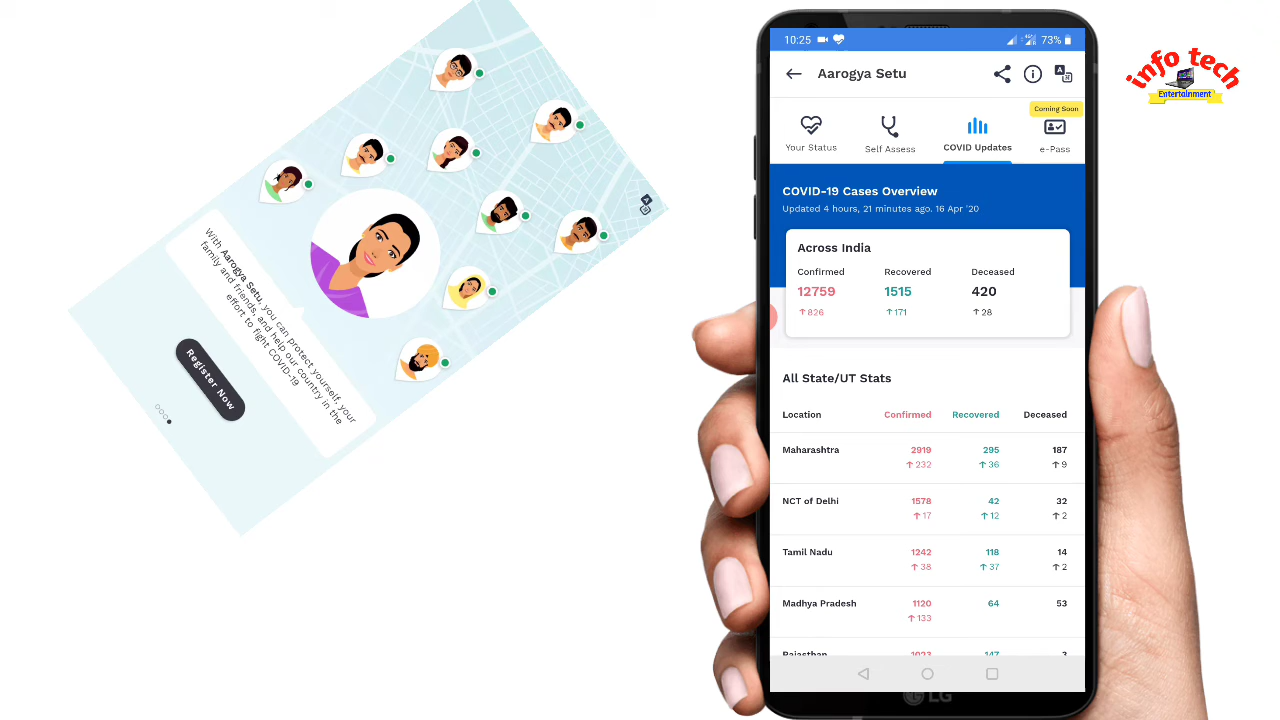 With Aarogya Setu, you can protect yourself, your
family and friends, and help our country in the
effort to fight COVID-19
Register Now
10:25
73%
Aarogya Setu
Coming Soon
Your Status
Self Assess
COVID Updates
e-Pass
COVID-19 Cases Overview
Updated 4 hours, 21 minutes ago. 16 Apr '20
Across India
Confirmed Recovered Deceased
12759 1515 420
↑826 ↑171 ↑28
All State/UT Stats
Location Confirmed Recovered Deceased
Maharashtra 2919 295 187
↑232 ↑36 ↑9
NCT of Delhi 1578 42 32
↑17 ↑12 ↑2
Tamil Nadu 1242 118 14
↑38 ↑37 ↑2
Madhya Pradesh 1120 64 53
↑133
Rajasthan 1023 147 3
LG
info tech
Entertainment